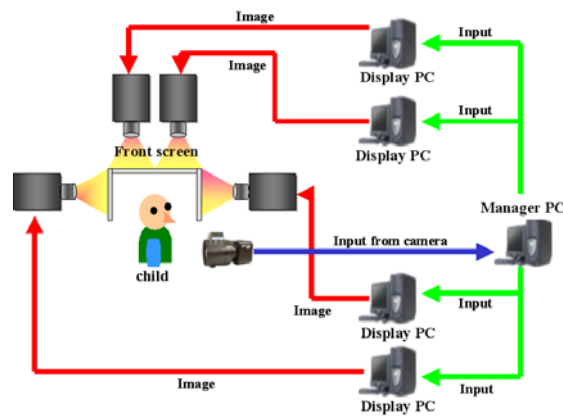 Image
Input
Display PC
Image
Input
Display PC
Front screen
Manager PC
Input from camera
child
Input
Image
Display PC
Image
Input
Display PC